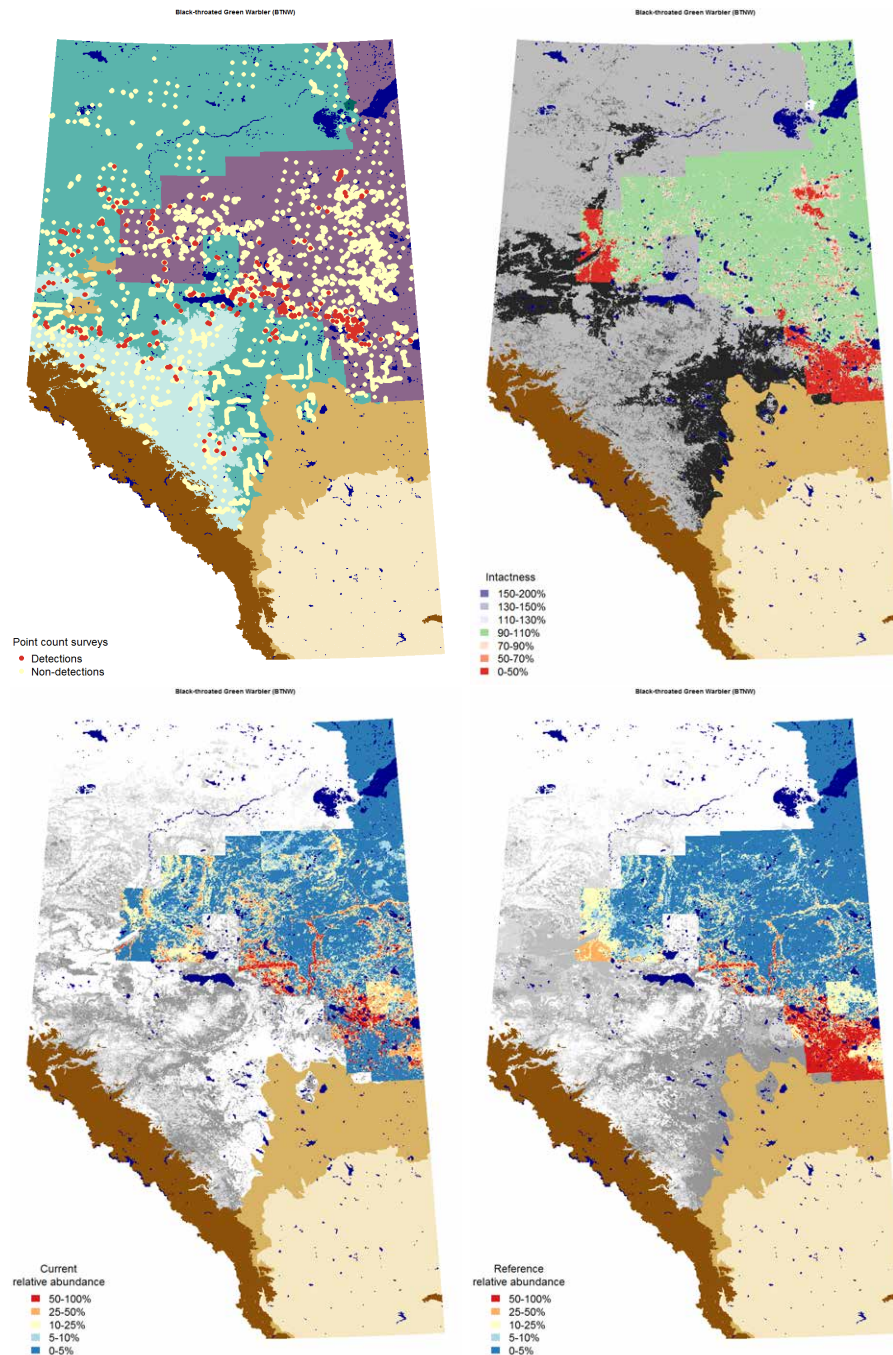 Black-throated Green Warbler (BTNW)
Point count surveys
Detections
Non-detections
Black-throated Green Warbler (BTNW)
Intactness
150-200%
130-150%
110-130%
90-110%
70-90%
50-70%
0-50%
Black-throated Green Warbler (BTNW)
Current
relative abundance
50-100%
25-50%
10-25%
5-10%
0-5%
Black-throated Green Warbler (BTNW)
Reference
relative abundance
50-100%
25-50%
10-25%
5-10%
0-5%